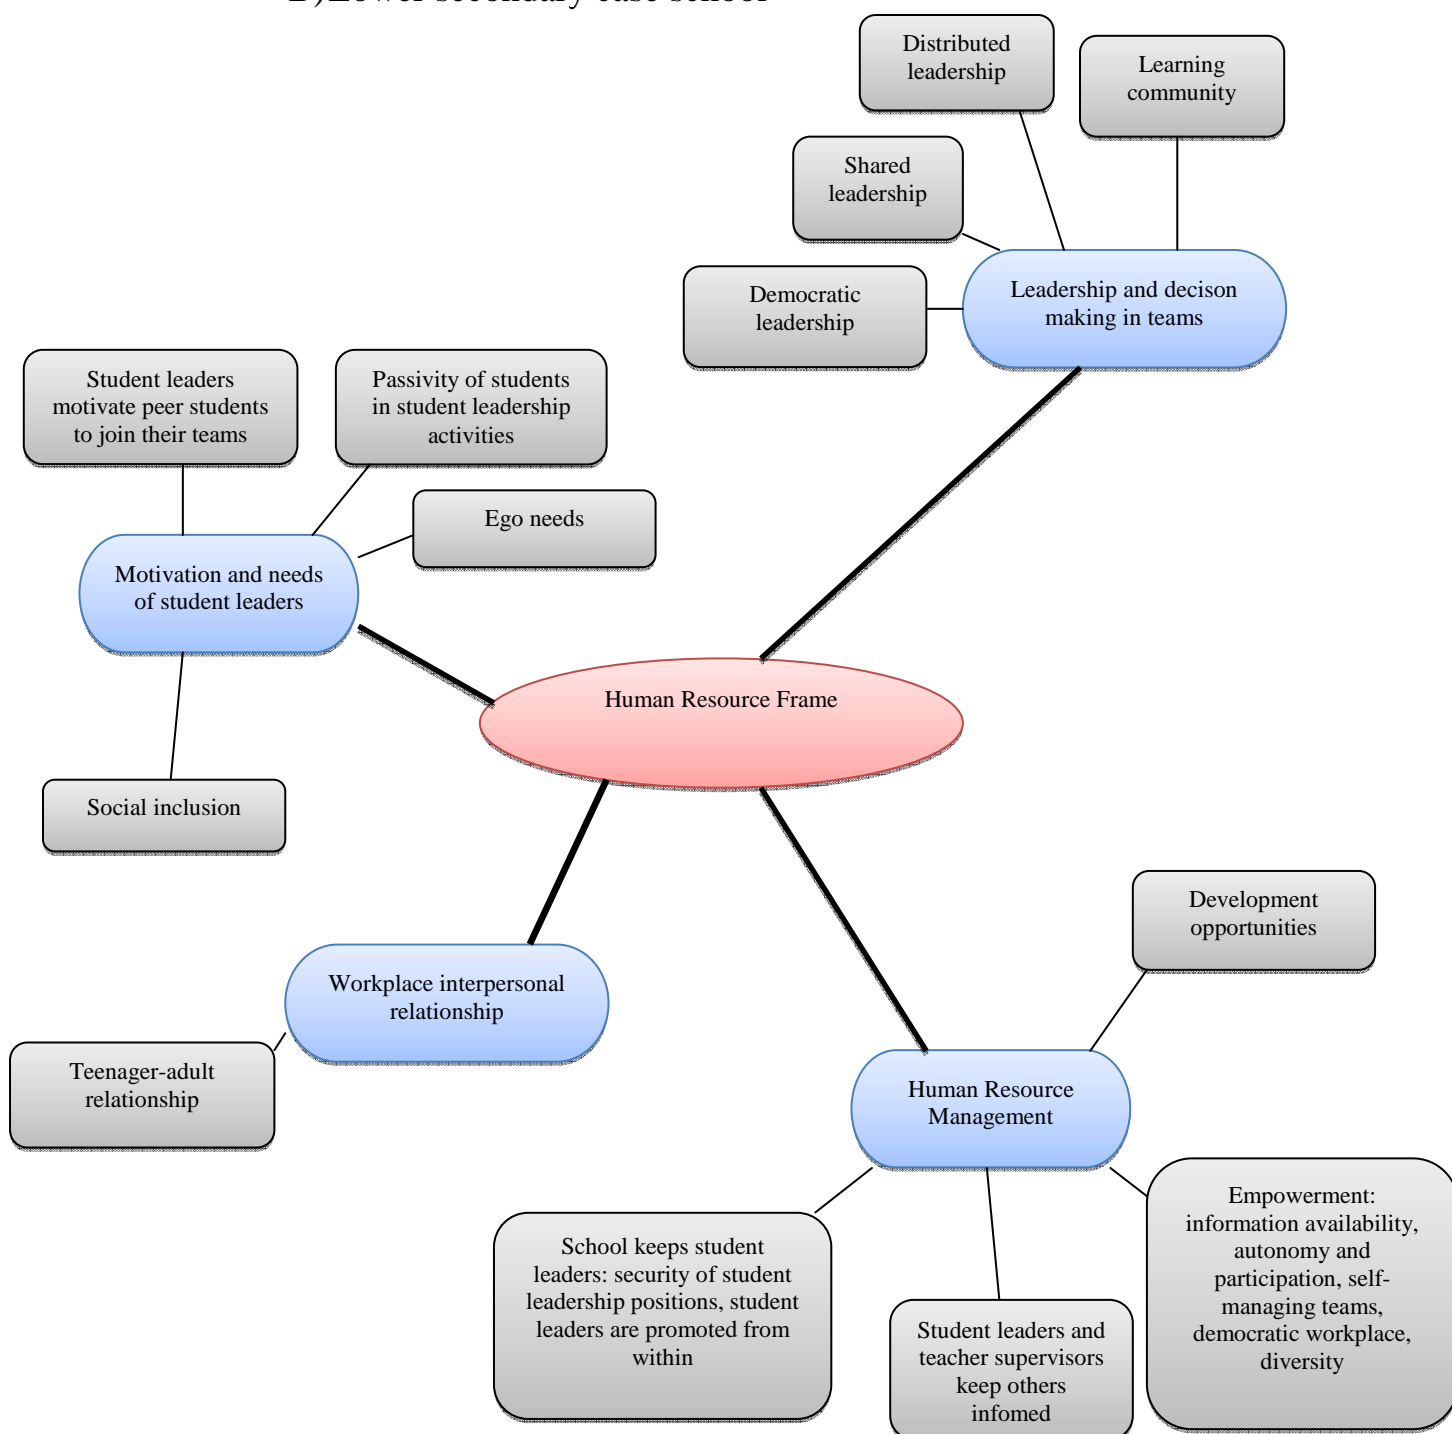 B) Lower secondary case school
Distributed
leadership
Learning
community
Shared
leadership
Democratic
leadership
Leadership and decison
making in teams
Student leaders
motivate peer students
to join their teams
Passivity of students
in student leadership
activities
Ego needs
Motivation and needs
of student leaders
Human Resource Frame
Social inclusion
Development
opportunities
Workplace interpersonal
relationship
Teenager-adult
relationship
Human Resource
Management
School keeps student
leaders: security of student
leadership positions, student
leaders are promoted from
within
Student leaders and
teacher supervisors
keep others
infomed
Empowerment:
information availability,
autonomy and
participation, self-
managing teams,
democratic workplace,
diversity